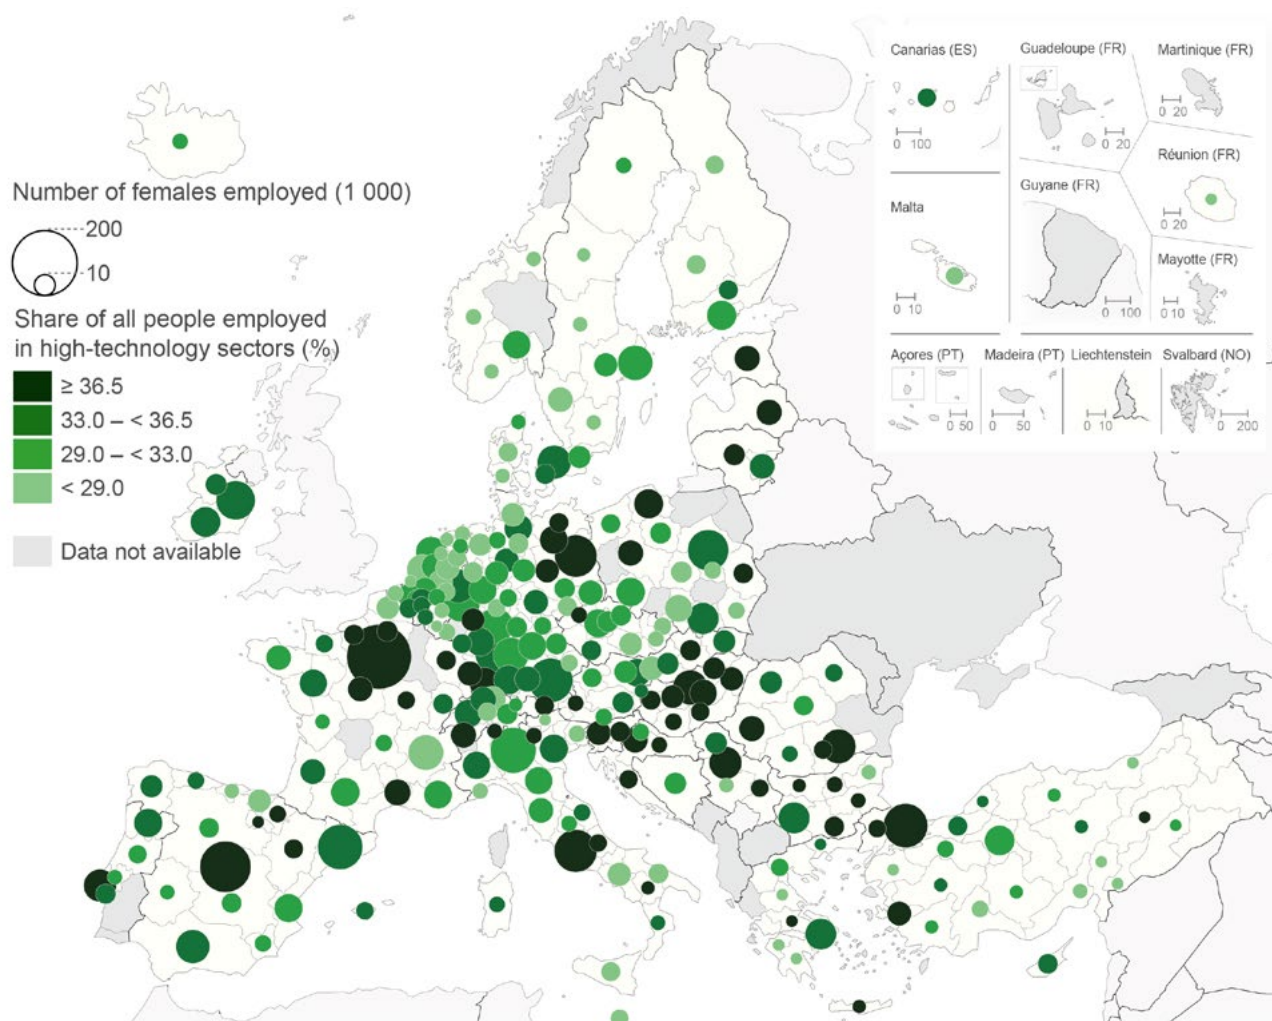 Number of females employed (1 000)
200
10
Share of all people employed
in high-technology sectors (%)
≥ 36.5
33.0 – < 36.5
29.0 – < 33.0
< 29.0
Data not available
Canarias (ES)
0 100
Guadeloupe (FR)
0 20
Martinique (FR)
0 20
Réunion (FR)
0 20
Guyane (FR)
0 100
Malta
0 10
Mayotte (FR)
0 10
Açores (PT)
0 50
Madeira (PT)
0 50
Liechtenstein
0 10
Svalbard (NO)
0 200